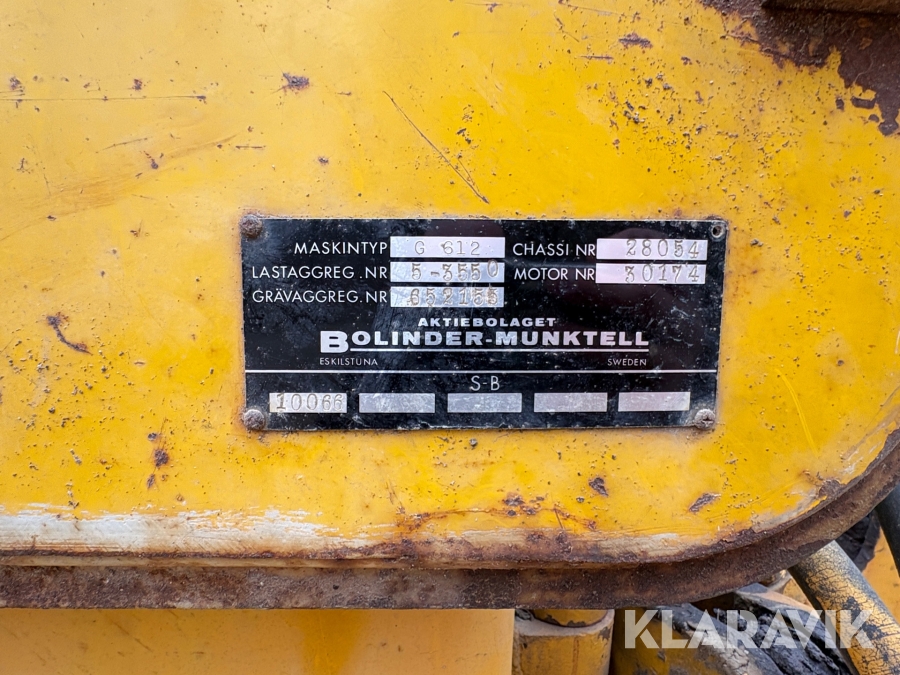 MASKINTYP G 612 CHASSI NR 28054
LASTAGGREG.NR 5-3550 MOTOR NR 30174
GRÄVAGGREG.NR 652155
AKTIEBOLAGET
BOLINDER-MUNKTELL
ESKILSTUNA SWEDEN
S-B
10066
KLARAVIK